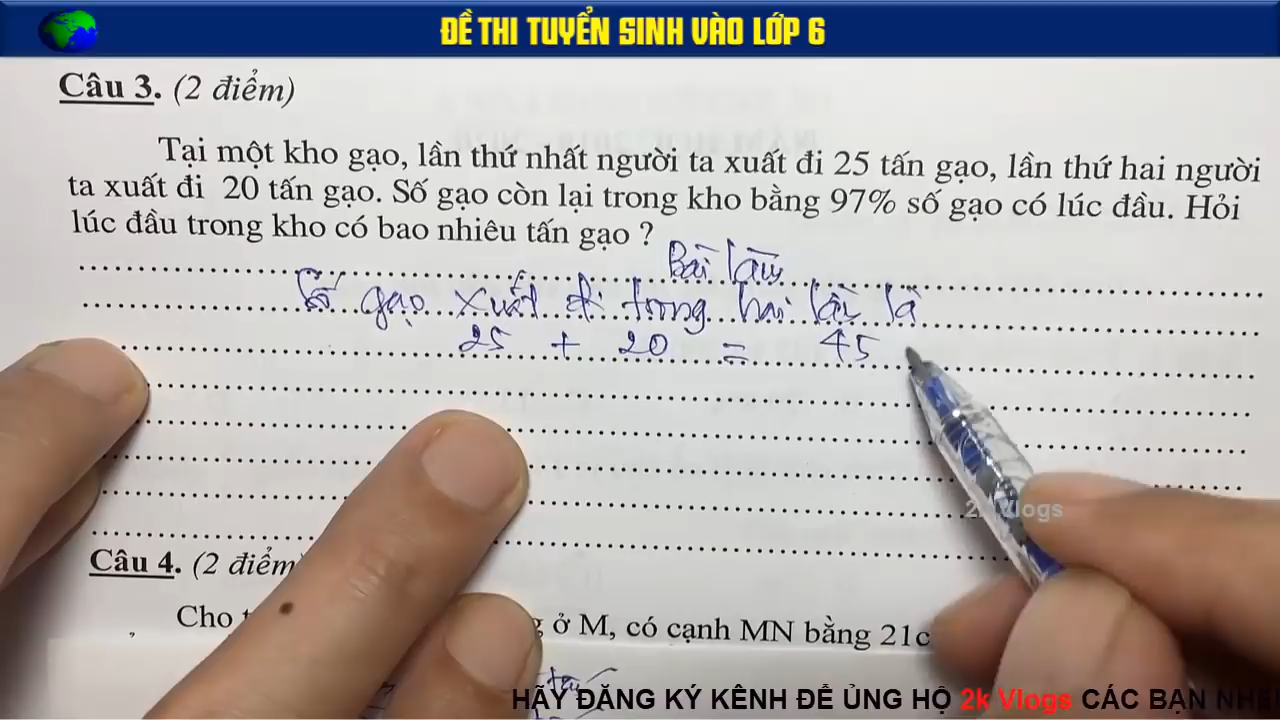 ĐỀ THI TUYỂN SINH VÀO LỚP 6
Câu 3. (2 điểm)
Tại một kho gạo, lần thứ nhất người ta xuất đi 25 tấn gạo, lần thứ hai người
ta xuất đi 20 tấn gạo. Số gạo còn lại trong kho bằng 97% số gạo có lúc đầu. Hỏi
lúc đầu trong kho có bao nhiêu tấn gạo ?
Bài làm
Số gạo xuất đi trong hai lần là
25 + 20 = 45
2k Vlogs
Câu 4. (2 điểm
Cho ở M, có cạnh MN bằng 21c
HÃY ĐĂNG KÝ KÊNH ĐỂ ỦNG HỘ 2k Vlogs CÁC BẠN NHÉ